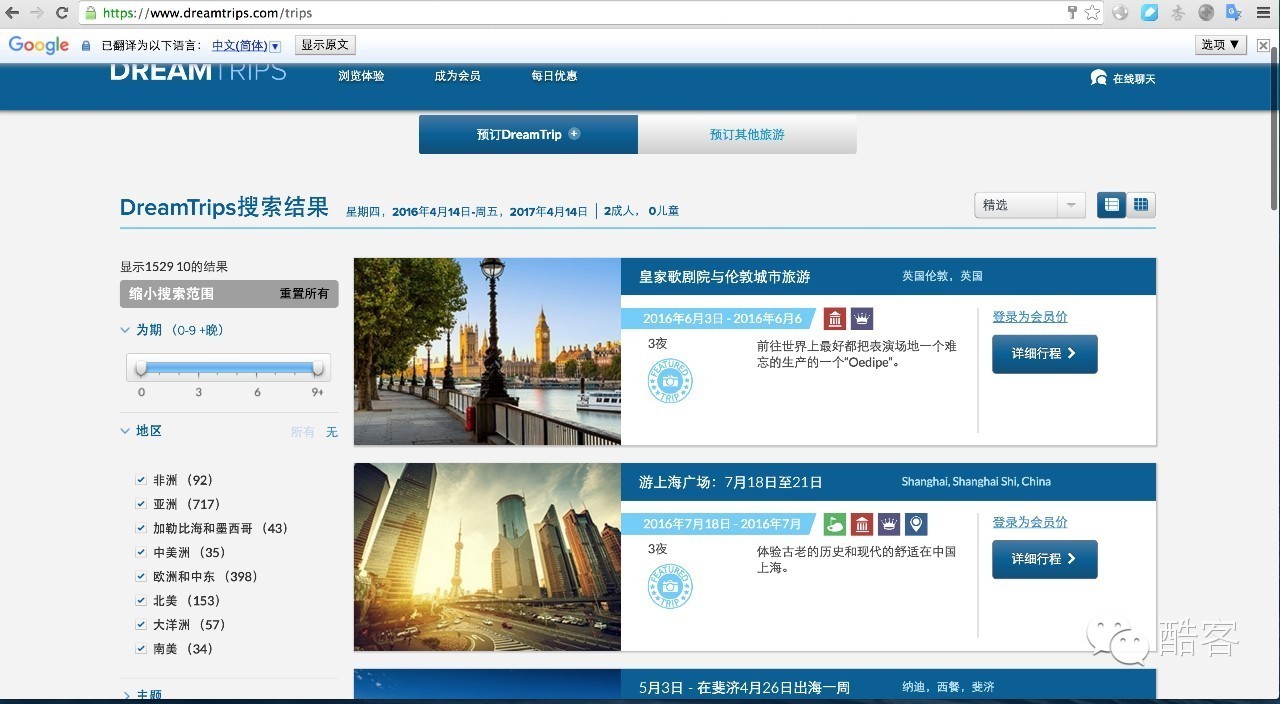 https://www.dreamtrips.com/trips
Google 已翻译为以下语言： 中文(简体) 显示原文 选项
DREAMTRIPS 浏览体验 成为会员 每日优惠 在线聊天
预订DreamTrip 预订其他旅游
DreamTrips搜索结果 星期四，2016年4月14日-周五，2017年4月14日 2成人， 0儿童 精选
显示1529 10的结果
缩小搜索范围 重置所有
为期 （0-9 +晚）
0 3 6 9+
地区 所有 无
非洲 （92）
亚洲 （717）
加勒比海和墨西哥 （43）
中美洲 （35）
欧洲和中东 （398）
北美 （153）
大洋洲 （57）
南美 （34）
主题
皇家歌剧院与伦敦城市旅游 英国伦敦，英国
2016年6月3日 - 2016年6月6
3夜
FEATURED TRIP
前往世界上最好都把表演场地一个难
忘的生产的一个“Oedipe”。
登录为会员价
详细行程
游上海广场：7月18日至21日 Shanghai, Shanghai Shi, China
2016年7月18日 - 2016年7月
3夜
FEATURED TRIP
体验古老的历史和现代的舒适在中国
上海。
登录为会员价
详细行程
5月3日 - 在斐济4月26日出海一周 纳迪，西餐，斐济
酷客